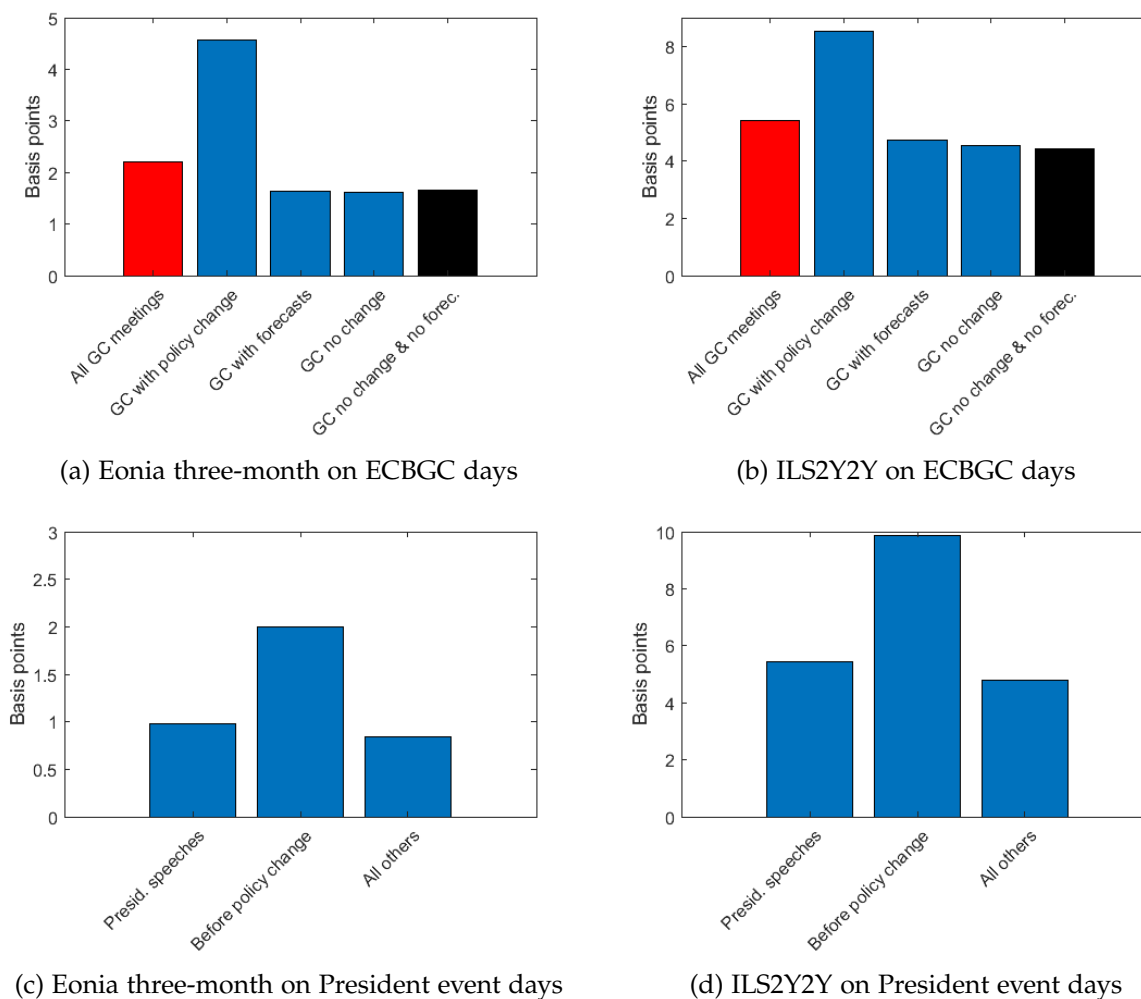 5
4
3
2
1
0
Basis points
All GC meetings
GC with policy change
GC with forecasts
GC no change
GC no change & no forec.
(a) Eonia three-month on ECBGC days
8
6
4
2
0
Basis points
All GC meetings
GC with policy change
GC with forecasts
GC no change
GC no change & no forec.
(b) ILS2Y2Y on ECBGC days
3
2.5
2
1.5
1
0.5
0
Basis points
Presid. speeches
Before policy change
All others
(c) Eonia three-month on President event days
10
8
6
4
2
0
Basis points
Presid. speeches
Before policy change
All others
(d) ILS2Y2Y on President event days